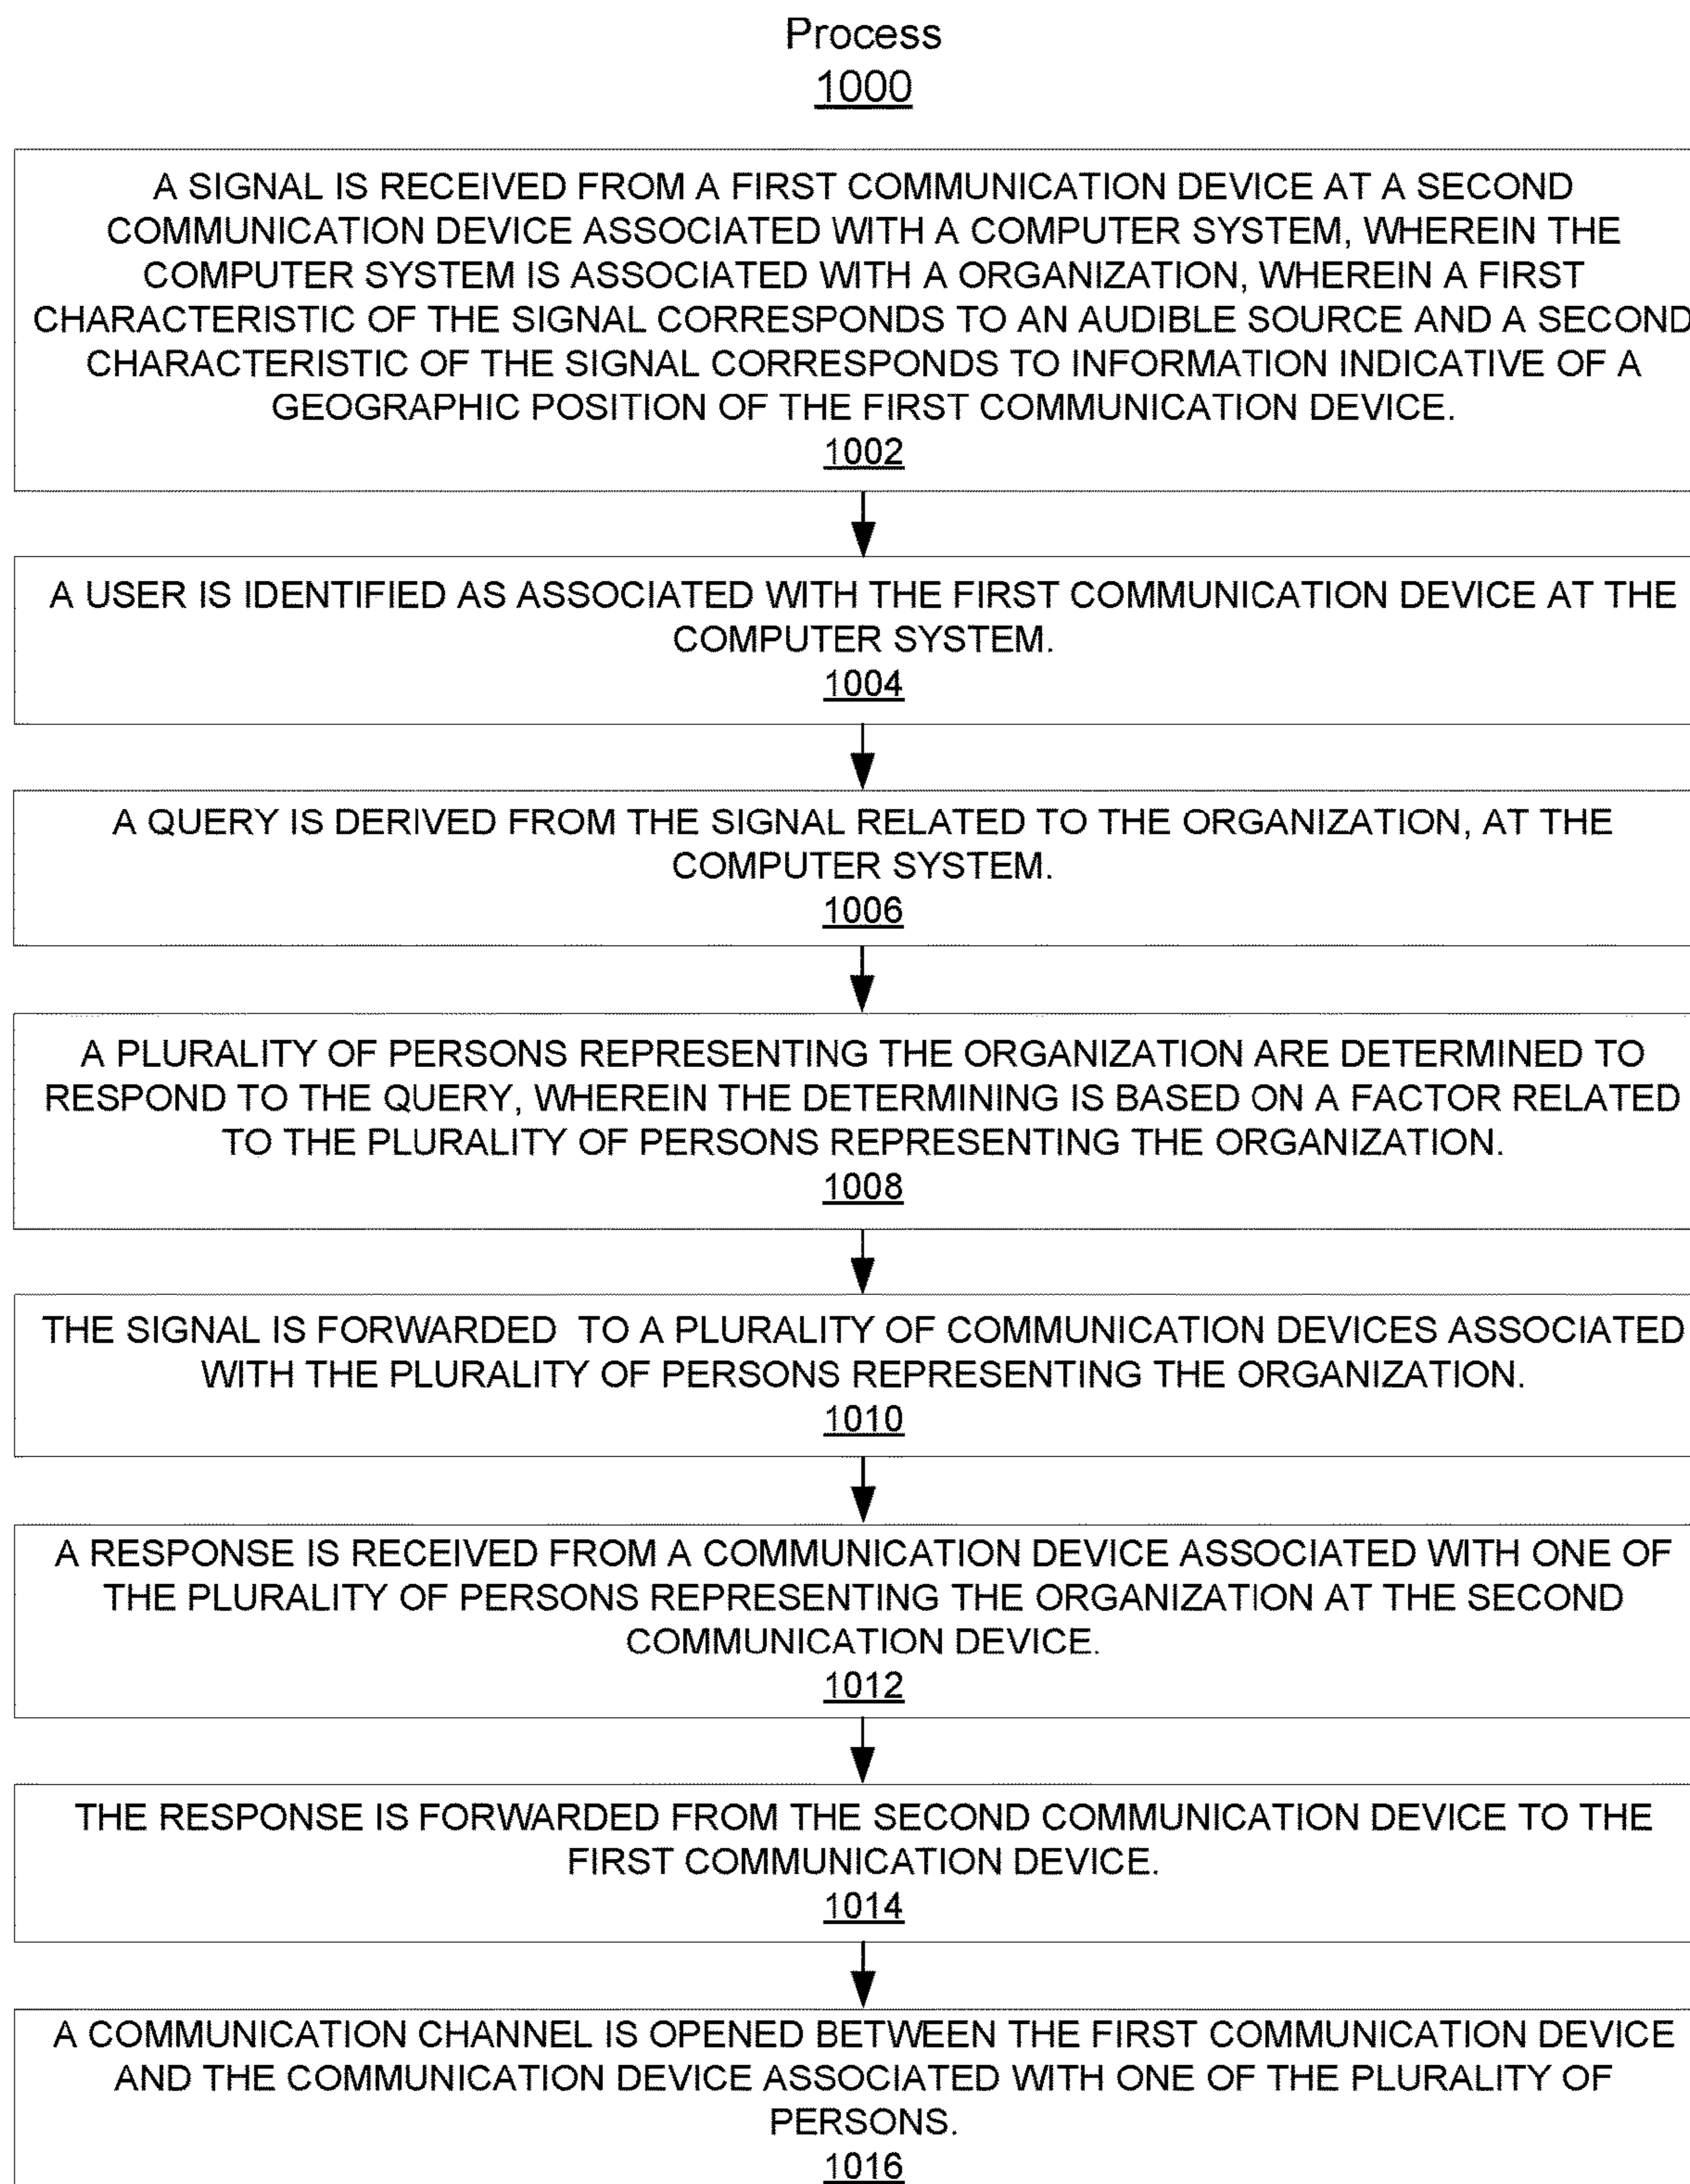 Process
1000
A SIGNAL IS RECEIVED FROM A FIRST COMMUNICATION DEVICE AT A SECOND
COMMUNICATION DEVICE ASSOCIATED WITH A COMPUTER SYSTEM, WHEREIN THE
COMPUTER SYSTEM IS ASSOCIATED WITH A ORGANIZATION, WHEREIN A FIRST
CHARACTERISTIC OF THE SIGNAL CORRESPONDS TO AN AUDIBLE SOURCE AND A SECOND
CHARACTERISTIC OF THE SIGNAL CORRESPONDS TO INFORMATION INDICATIVE OF A
GEOGRAPHIC POSITION OF THE FIRST COMMUNICATION DEVICE.
1002
A USER IS IDENTIFIED AS ASSOCIATED WITH THE FIRST COMMUNICATION DEVICE AT THE
COMPUTER SYSTEM.
1004
A QUERY IS DERIVED FROM THE SIGNAL RELATED TO THE ORGANIZATION, AT THE
COMPUTER SYSTEM.
1006
A PLURALITY OF PERSONS REPRESENTING THE ORGANIZATION ARE DETERMINED TO
RESPOND TO THE QUERY, WHEREIN THE DETERMINING IS BASED ON A FACTOR RELATED
TO THE PLURALITY OF PERSONS REPRESENTING THE ORGANIZATION.
1008
THE SIGNAL IS FORWARDED TO A PLURALITY OF COMMUNICATION DEVICES ASSOCIATED
WITH THE PLURALITY OF PERSONS REPRESENTING THE ORGANIZATION.
1010
A RESPONSE IS RECEIVED FROM A COMMUNICATION DEVICE ASSOCIATED WITH ONE OF
THE PLURALITY OF PERSONS REPRESENTING THE ORGANIZATION AT THE SECOND
COMMUNICATION DEVICE.
1012
THE RESPONSE IS FORWARDED FROM THE SECOND COMMUNICATION DEVICE TO THE
FIRST COMMUNICATION DEVICE.
1014
A COMMUNICATION CHANNEL IS OPENED BETWEEN THE FIRST COMMUNICATION DEVICE
AND THE COMMUNICATION DEVICE ASSOCIATED WITH ONE OF THE PLURALITY OF
PERSONS.
1016